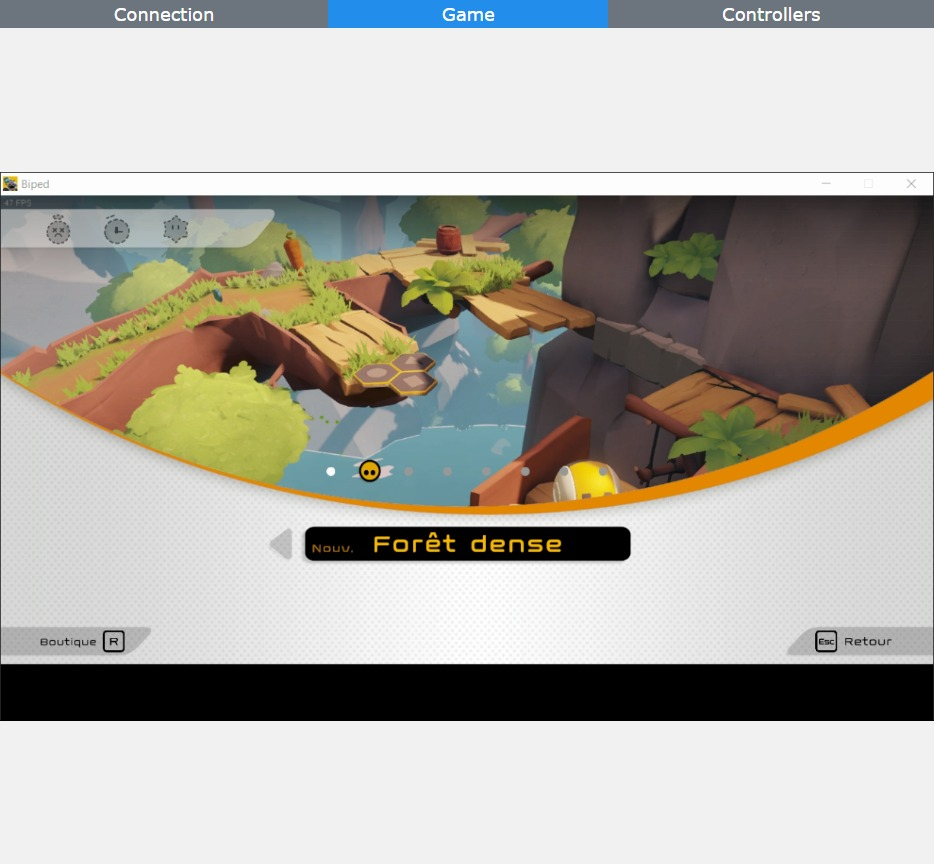 Connection
Game
Controllers
Biped
47 FPS
Nouv. Forêt dense
Boutique R
Esc Retour